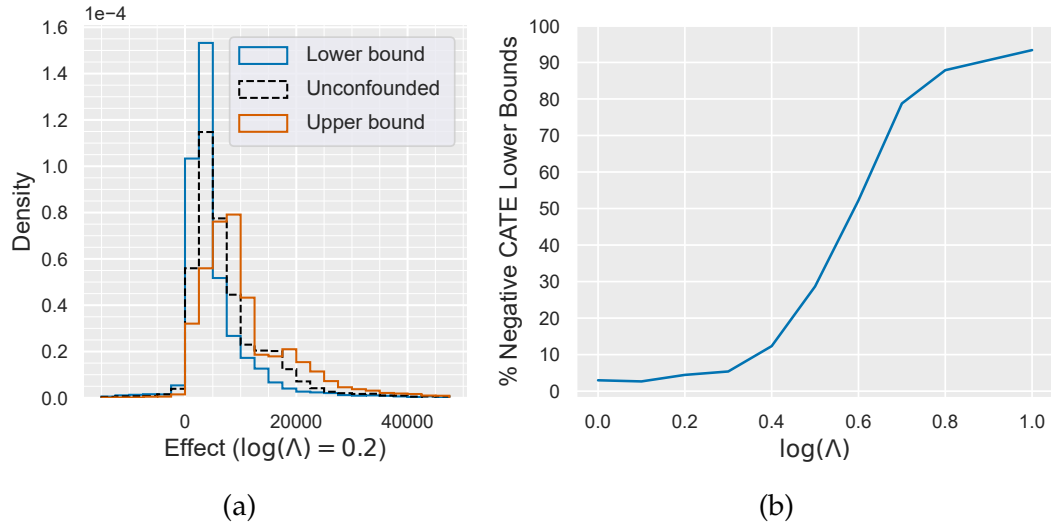 1e−4
1.6
1.4
1.2
1.0
0.8
0.6
0.4
0.2
0.0
Density
Lower bound
Unconfounded
Upper bound
0 20000 40000
Effect (log(Λ) = 0.2)
(a)
100
90
80
70
60
50
40
30
20
10
0
% Negative CATE Lower Bounds
0.0 0.2 0.4 0.6 0.8 1.0
log(Λ)
(b)